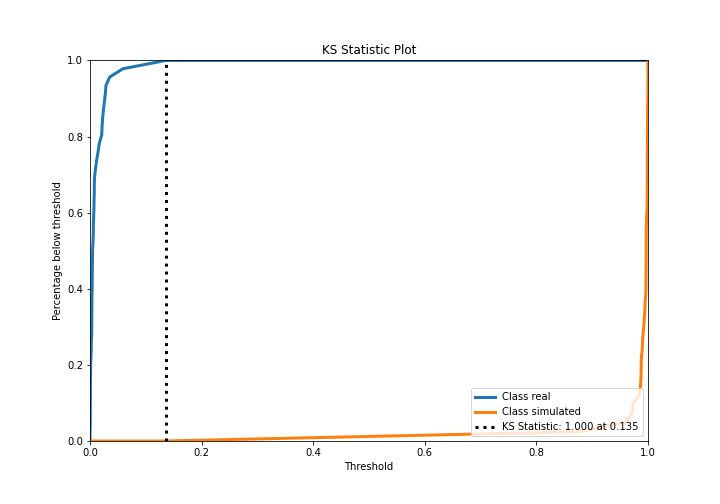 KS Statistic Plot
1.0
0.8
0.6
0.4
0.2
0.0
Percentage below threshold
Class real
Class simulated
KS Statistic: 1.000 at 0.135
0.0 0.2 0.4 0.6 0.8 1.0
Threshold